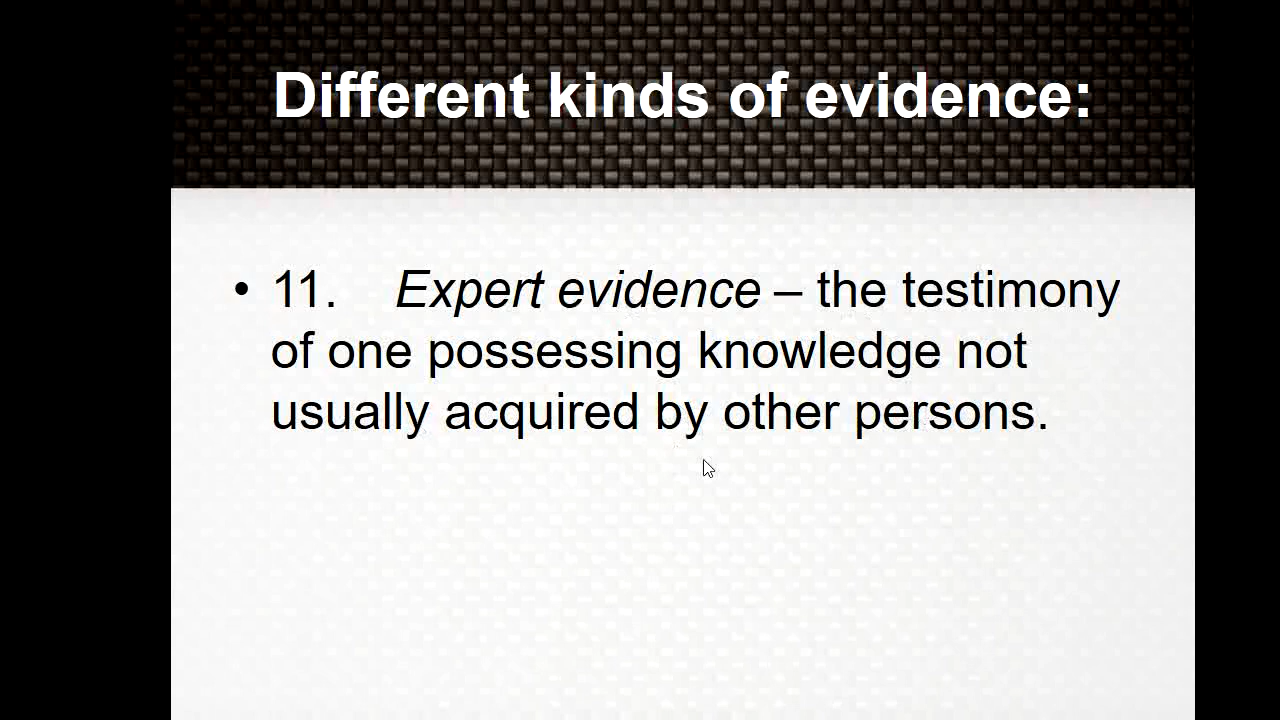 Different kinds of evidence:
• 11. Expert evidence – the testimony
of one possessing knowledge not
usually acquired by other persons.